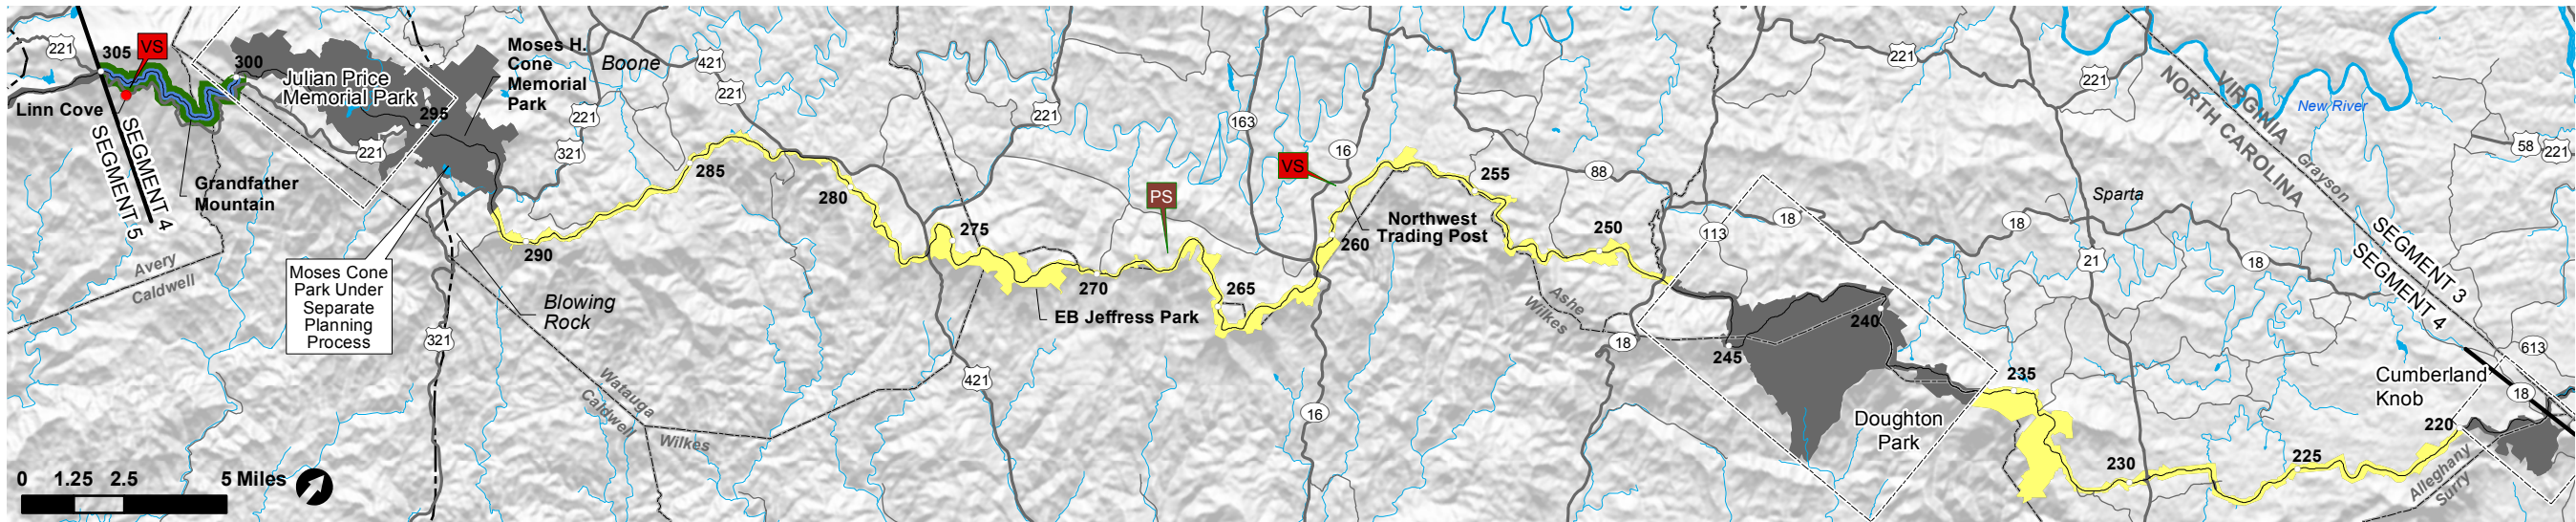 221
305
VS
300
Linn Cove
SEGMENT 4
SEGMENT 5
Julian Price
Memorial Park
295
221
Grandfather
Mountain
Avery
Caldwell
Moses H.
Cone
Memorial
Park
Boone
421
221
221
321
Moses Cone
Park Under
Separate
Planning
Process
321
Blowing
Rock
290
285
280
Watauga
Caldwell
Wilkes
275
421
221
270
EB Jeffress Park
PS
265
163
16
VS
260
16
Northwest
Trading Post
255
88
250
Ashe
Wilkes
18
113
18
245
240
Doughton
Park
221
221
18
Sparta
21
18
235
230
225
220
VIRGINIA
NORTH CAROLINA
Grayson
New River
58
221
SEGMENT 3
SEGMENT 4
613
Cumberland
Knob
18
Alleghany
Surry
0 1.25 2.5 5 Miles